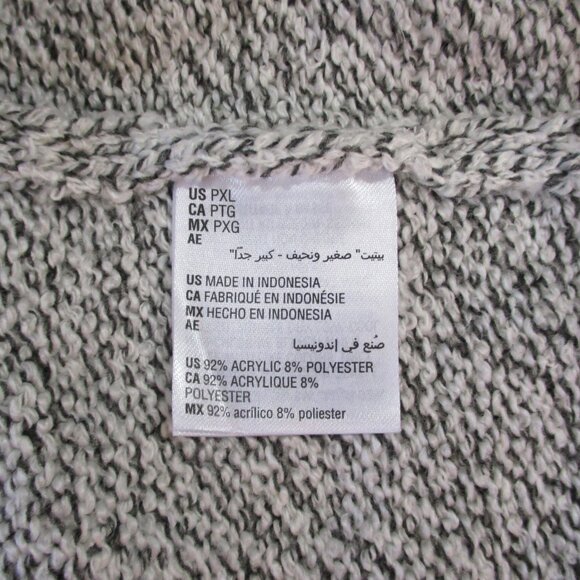 US PXL
CA PTG
MX PXG
AE
بيتيت" صغير ونحيف - كبير جدًا"
US MADE IN INDONESIA
CA FABRIQUÉ EN INDONÉSIE
MX HECHO EN INDONESIA
AE
صُنع في إندونيسيا
US 92% ACRYLIC 8% POLYESTER
CA 92% ACRYLIQUE 8%
POLYESTER
MX 92% acrílico 8% poliester